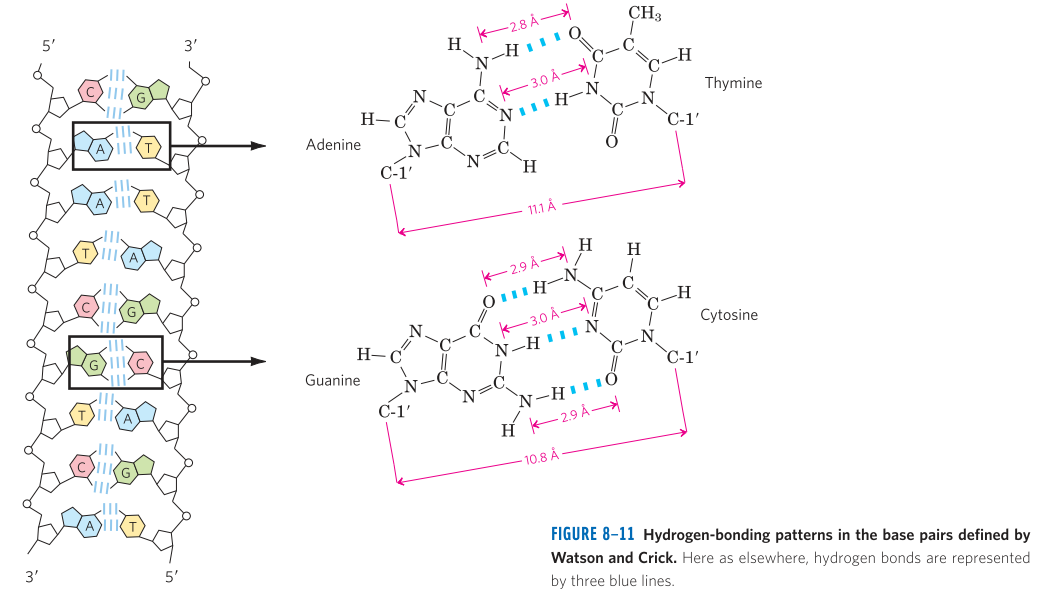 5′ 3′
C G
A T
A T
T A
C G
G C
T A
C G
A T
3′ 5′
2.8 Å
CH₃
H N H O C C C H
3.0 Å
Thymine
N C C N H N C N C-1′
H C C O
Adenine
N N C H
C-1′
11.1 Å
2.9 Å
H H
H N C C C H
O
3.0 Å
Cytosine
N C C N H N C N C-1′
H C C C O
Guanine
N N N H
C-1′ H
2.9 Å
10.8 Å
FIGURE 8–11 Hydrogen-bonding patterns in the base pairs defined by
Watson and Crick. Here as elsewhere, hydrogen bonds are represented
by three blue lines.